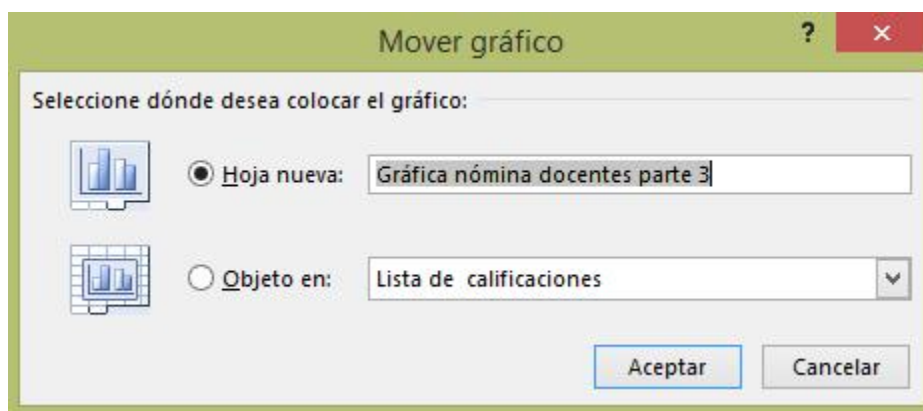 Mover gráfico
?
Seleccione dónde desea colocar el gráfico:
Hoja nueva: Gráfica nómina docentes parte 3
Objeto en: Lista de  calificaciones
Aceptar Cancelar